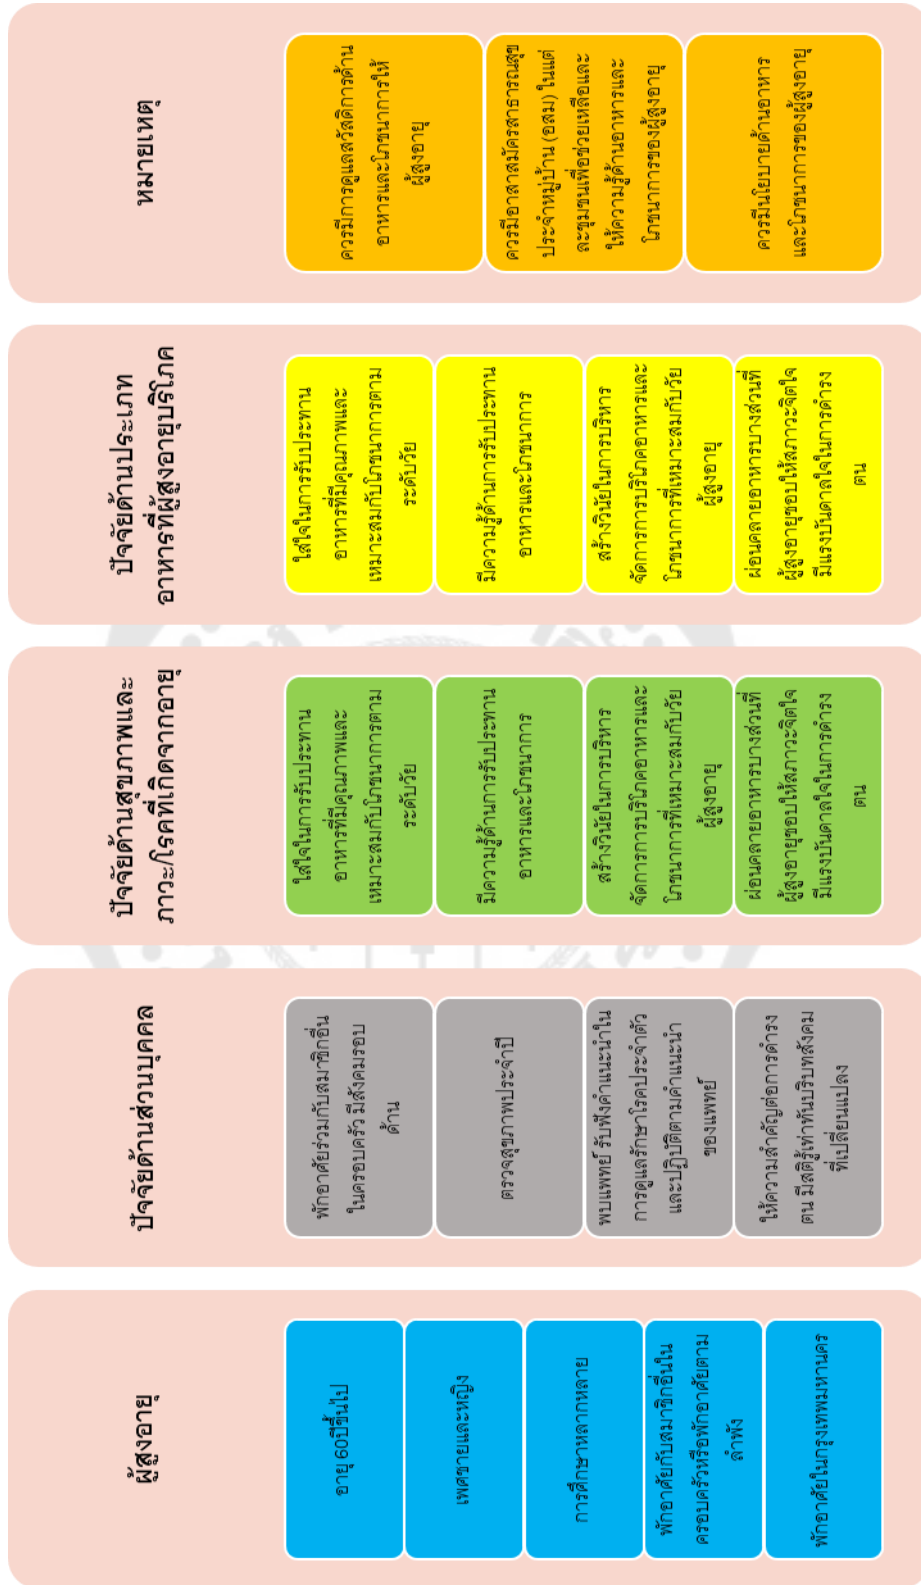 ผู้สูงอายุ
อายุ 60ปีขึ้นไป
เพศชายและหญิง
การศึกษาหลากหลาย
พักอาศัยกับสมาชิกอื่นใน
ครอบครัวหรือพักอาศัยตาม
ลำพัง
พักอาศัยในกรุงเทพมหานคร
ปัจจัยด้านส่วนบุคคล
พักอาศัยร่วมกับสมาชิกอื่น
ในครอบครัว มีสังคมรอบ
ด้าน
ตรวจสุขภาพประจำปี
พบแพทย์ รับฟังคำแนะนำใน
การดูแลรักษาโรคประจำตัว
และปฏิบัติตามคำแนะนำ
ของแพทย์
ให้ความสำคัญต่อการดำรง
ตน มีสติรู้เท่าทันบริบทสังคม
ที่เปลี่ยนแปลง
ปัจจัยด้านสุขภาพและ
ภาวะ/โรคที่เกิดจากอายุ
ใส่ใจในการรับประทาน
อาหารที่มีคุณภาพและ
เหมาะสมกับโภชนาการตาม
ระดับวัย
มีความรู้ด้านการรับประทาน
อาหารและโภชนาการ
สร้างวินัยในการบริหาร
จัดการการบริโภคอาหารและ
โภชนาการที่เหมาะสมกับวัย
ผู้สูงอายุ
ผ่อนคลายอาหารบางส่วนที่
ผู้สูงอายุชอบให้สภาวะจิตใจ
มีแรงบันดาลใจในการดำรง
ตน
ปัจจัยด้านประเภท
อาหารที่ผู้สูงอายุบริโภค
ใส่ใจในการรับประทาน
อาหารที่มีคุณภาพและ
เหมาะสมกับโภชนาการตาม
ระดับวัย
มีความรู้ด้านการรับประทาน
อาหารและโภชนาการ
สร้างวินัยในการบริหาร
จัดการการบริโภคอาหารและ
โภชนาการที่เหมาะสมกับวัย
ผู้สูงอายุ
ผ่อนคลายอาหารบางส่วนที่
ผู้สูงอายุชอบให้สภาวะจิตใจ
มีแรงบันดาลใจในการดำรง
ตน
หมายเหตุ
ควรมีการดูแลสวัสดิการด้าน
อาหารและโภชนาการให้
ผู้สูงอายุ
ควรมีอาสาสมัครสาธารณสุข
ประจำหมู่บ้าน (อสม) ในแต่
ละชุมชนเพื่อช่วยเหลือและ
ให้ความรู้ด้านอาหารและ
โภชนาการของผู้สูงอายุ
ควรมีนโยบายด้านอาหาร
และโภชนาการของผู้สูงอายุ